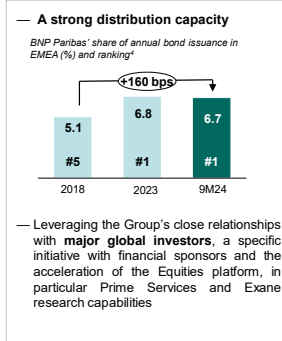 — A strong distribution capacity
BNP Paribas' share of annual bond issuance in
EMEA (%) and ranking⁴
+160 bps
5.1
6.8
6.7
#5
#1
#1
2018
2023
9M24
— Leveraging the Group's close relationships
with major global investors, a specific
initiative with financial sponsors and the
acceleration of the Equities platform, in
particular Prime Services and Exane
research capabilities